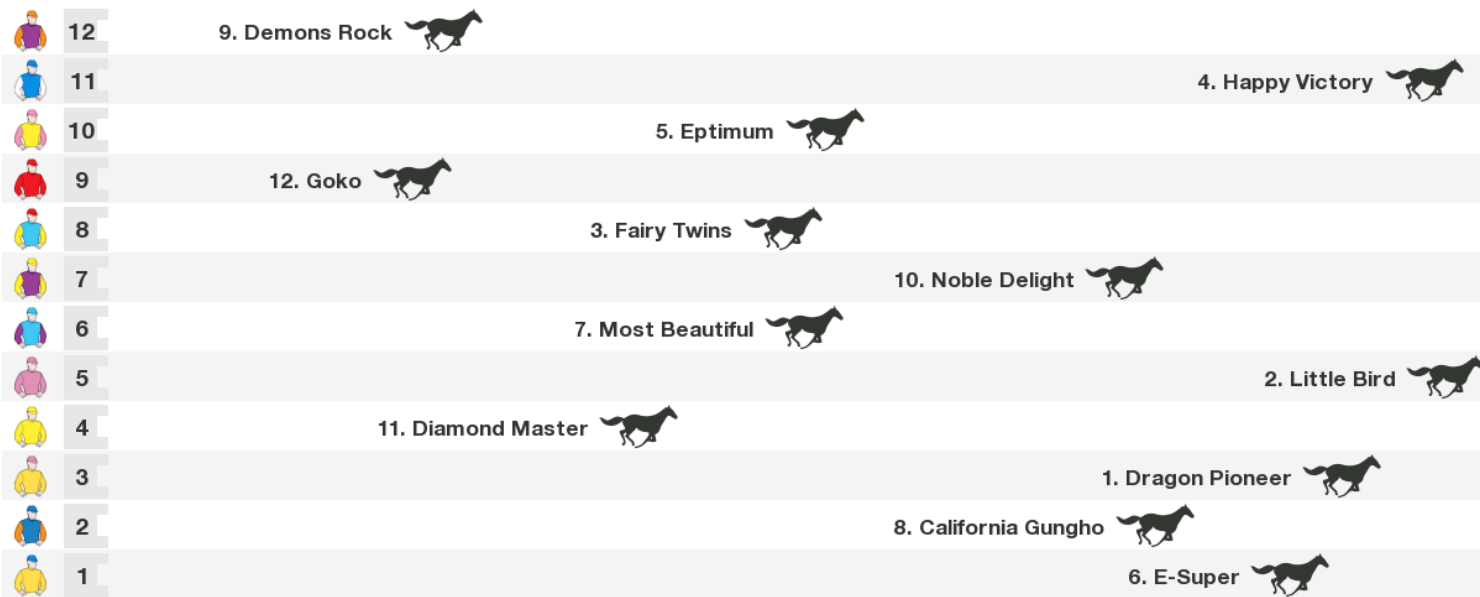 12 9. Demons Rock
11 4. Happy Victory
10 5. Eptimum
9 12. Goko
8 3. Fairy Twins
7 10. Noble Delight
6 7. Most Beautiful
5 2. Little Bird
4 11. Diamond Master
3 1. Dragon Pioneer
2 8. California Gungho
1 6. E-Super